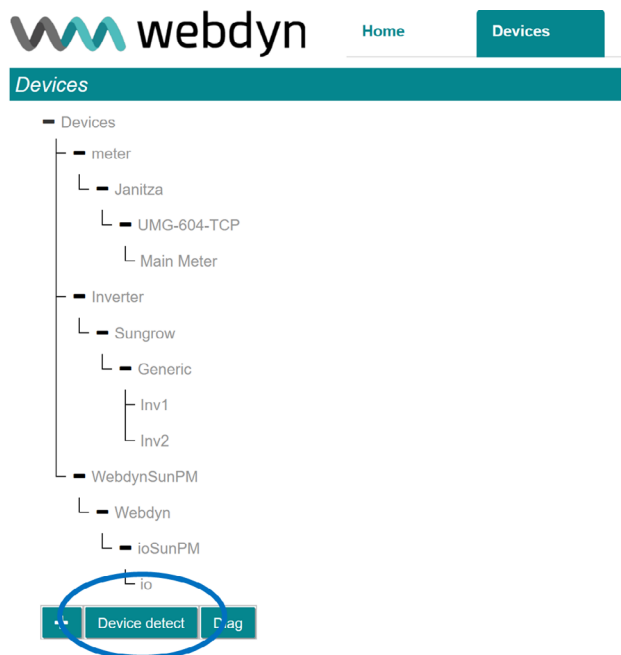 webdyn
Home
Devices
Devices
Devices
meter
Janitza
UMG-604-TCP
Main Meter
Inverter
Sungrow
Generic
Inv1
Inv2
WebdynSunPM
Webdyn
ioSunPM
io
+ Device detect Diag